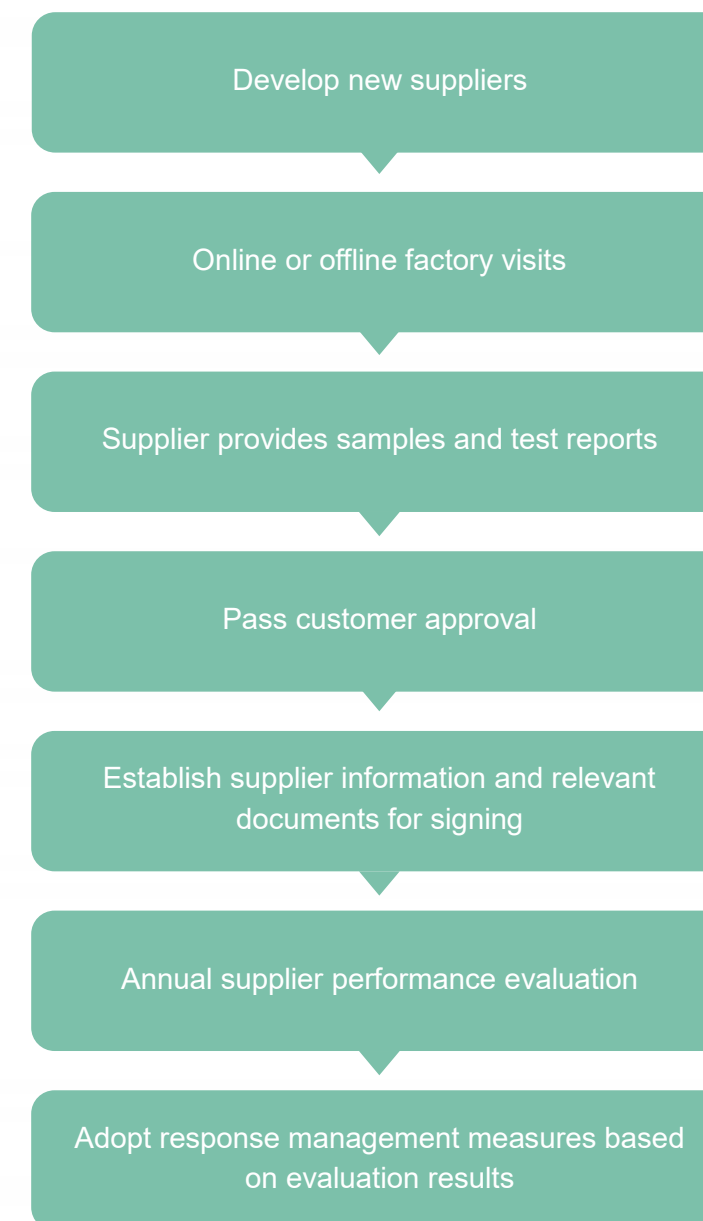 Develop new suppliers
Online or offline factory visits
Supplier provides samples and test reports
Pass customer approval
Establish supplier information and relevant
documents for signing
Annual supplier performance evaluation
Adopt response management measures based
on evaluation results